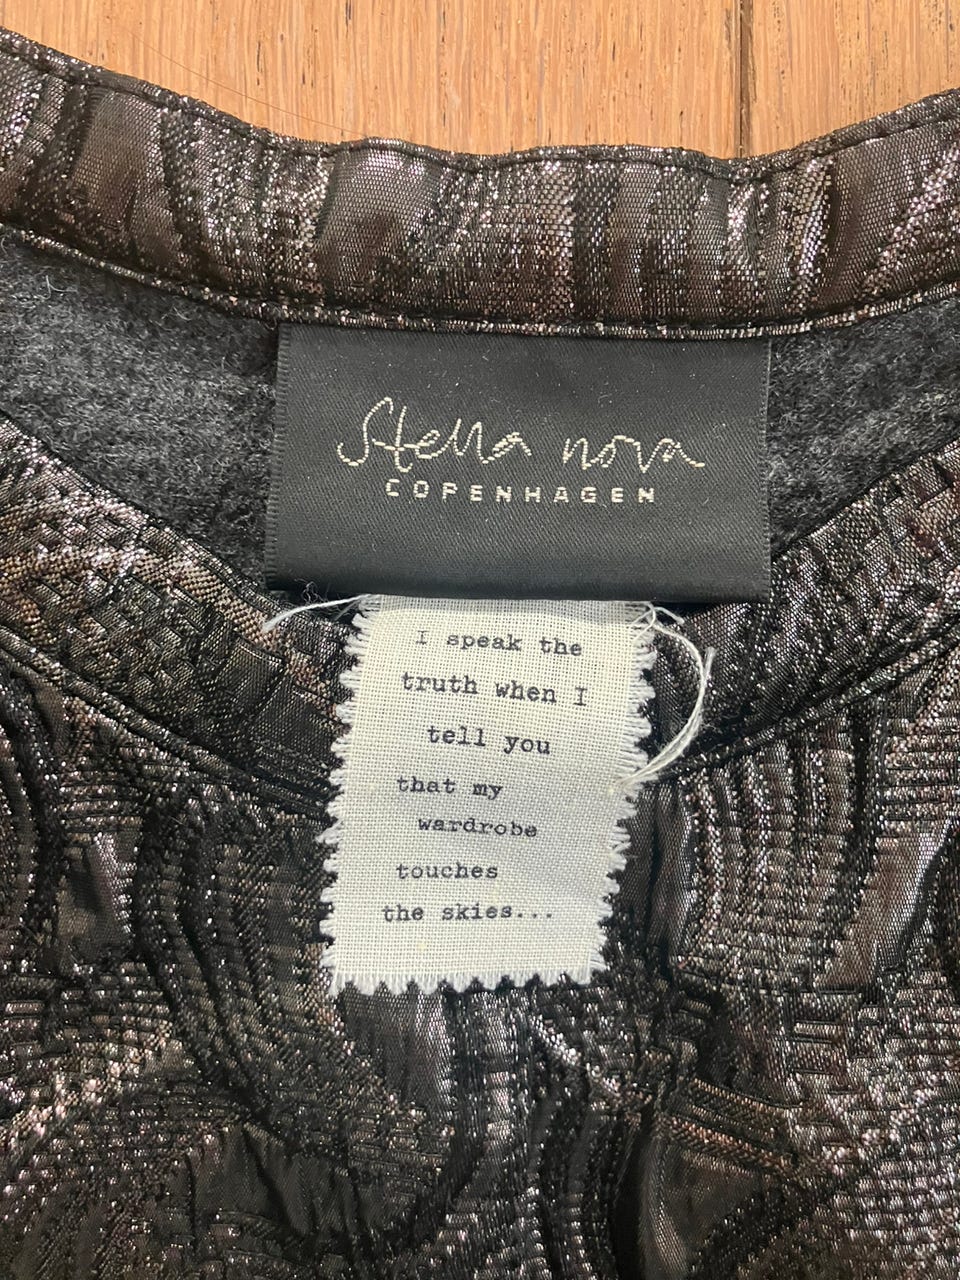 Stella nova
COPENHAGEN
I speak the
truth when I
tell you
that my
wardrobe
touches
the skies...